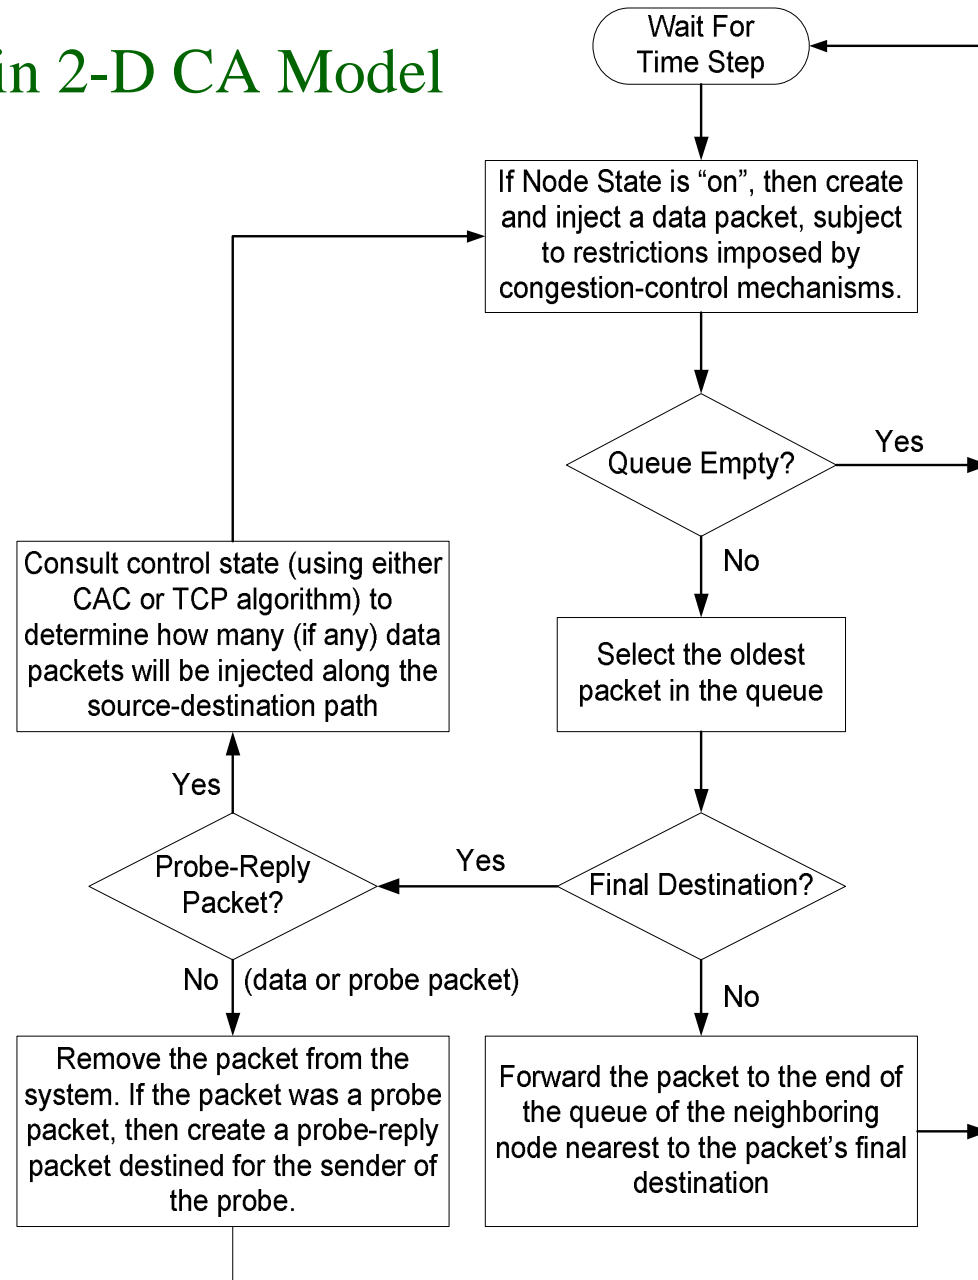 in 2-D CA Model
Wait For
Time Step
If Node State is “on”, then create
and inject a data packet, subject
to restrictions imposed by
congestion-control mechanisms.
Queue Empty?
Yes
No
Consult control state (using either
CAC or TCP algorithm) to
determine how many (if any) data
packets will be injected along the
source-destination path
Select the oldest
packet in the queue
Yes
Probe-Reply
Packet?
Yes
Final Destination?
No (data or probe packet)
No
Remove the packet from the
system. If the packet was a probe
packet, then create a probe-reply
packet destined for the sender of
the probe.
Forward the packet to the end of
the queue of the neighboring
node nearest to the packet’s final
destination